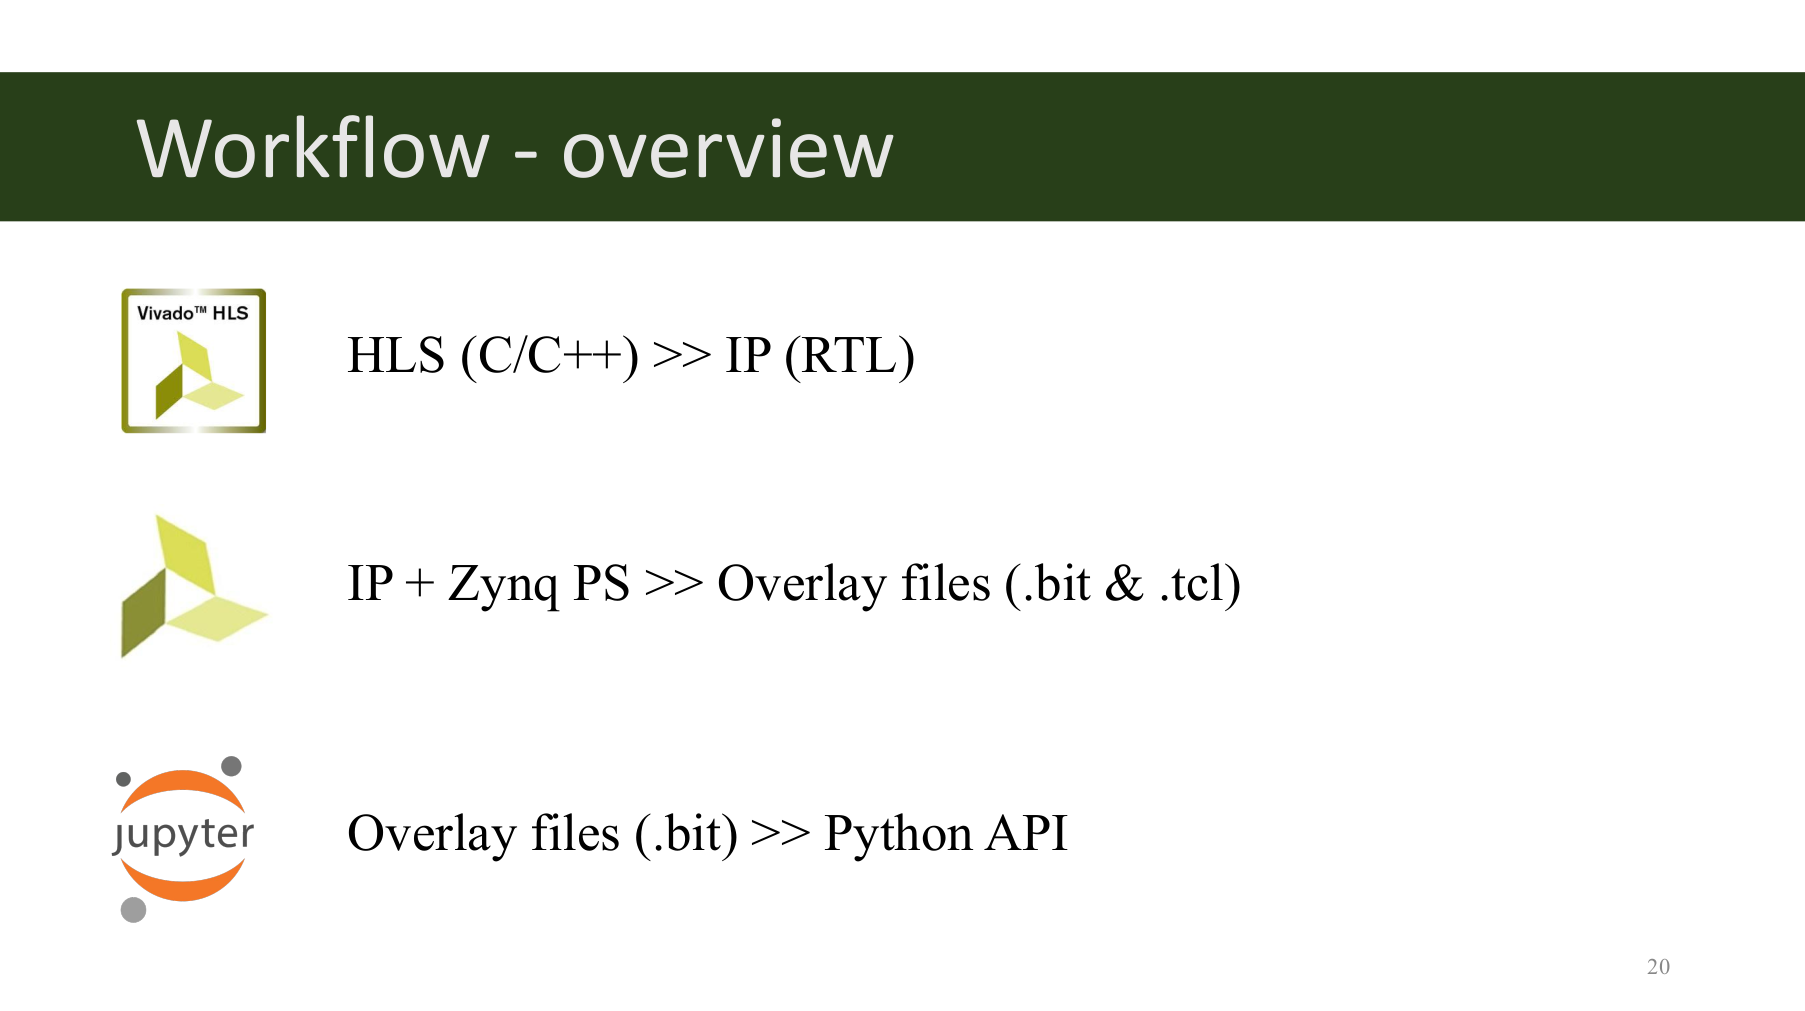 Workflow - overview
Vivado™ HLS
HLS (C/C++) >> IP (RTL)
IP + Zynq PS >> Overlay files (.bit & .tcl)
jupyter
Overlay files (.bit) >> Python API
20